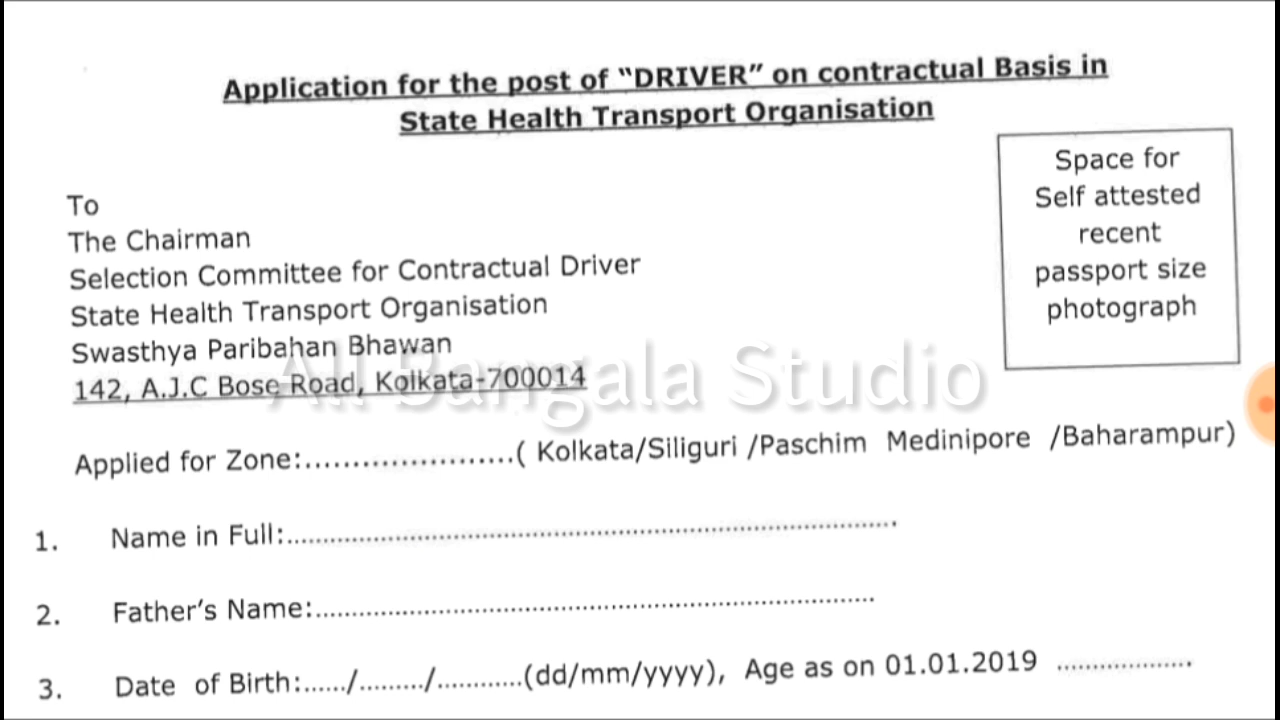 Application for the post of “DRIVER” on contractual Basis in
State Health Transport Organisation
Space for
Self attested
recent
passport size
photograph
To
The Chairman
Selection Committee for Contractual Driver
State Health Transport Organisation
Swasthya Paribahan Bhawan
142, A.J.C Bose Road, Kolkata-700014
All Bangala Studio
Applied for Zone:......................( Kolkata/Siliguri /Paschim Medinipore /Baharampur)
1. Name in Full:....................................................................................
2. Father’s Name:.............................................................................
3. Date of Birth:....../........./............(dd/mm/yyyy), Age as on 01.01.2019 ...................